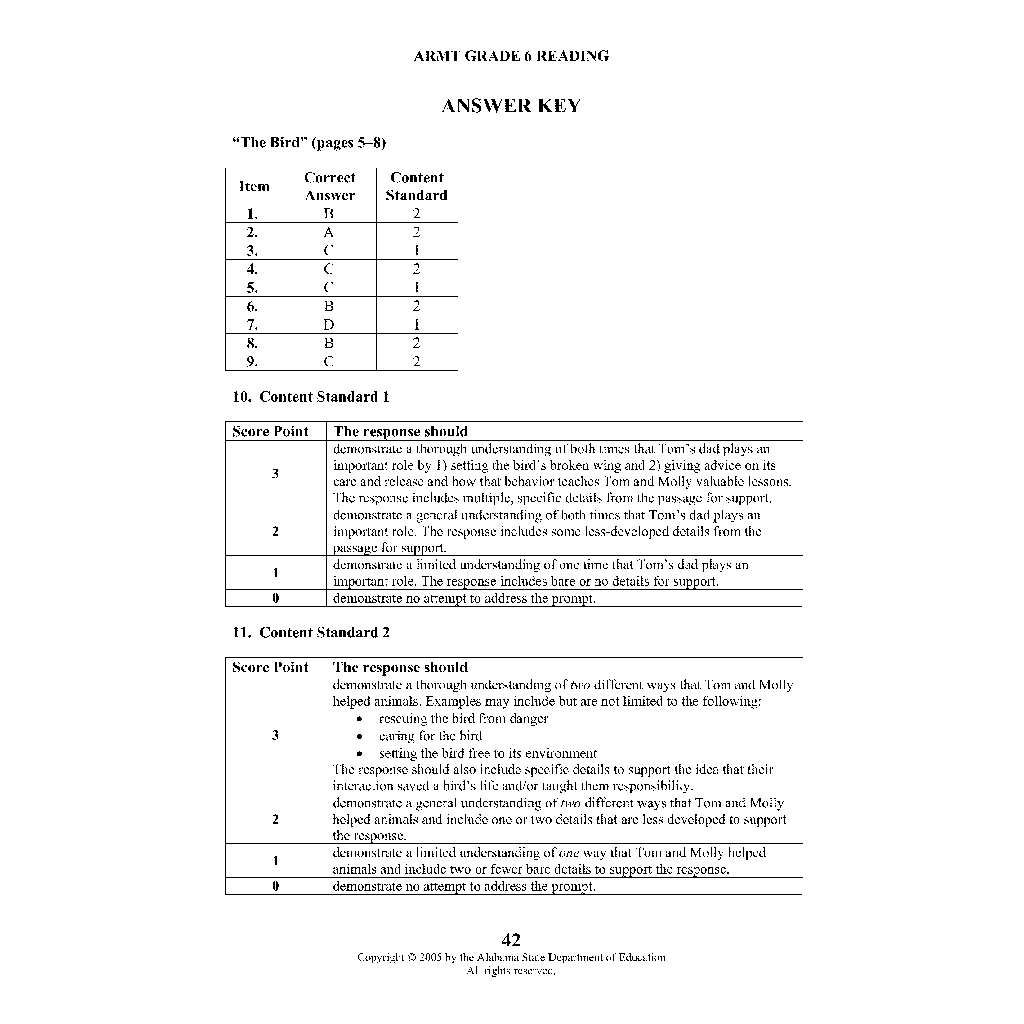 ARMT GRADE 6 READING
ANSWER KEY
“The Bird” (pages 5–8)
Item Correct Answer Content Standard
1. B 2
2. A 2
3. C 1
4. C 2
5. C 1
6. B 2
7. D 1
8. B 2
9. C 2
10. Content Standard 1
Score Point The response should
3 demonstrate a thorough understanding of both times that Tom’s dad plays an
important role by 1) setting the bird’s broken wing and 2) giving advice on its
care and release and how that behavior teaches Tom and Molly valuable lessons.
The response includes multiple, specific details from the passage for support.
2 demonstrate a general understanding of both times that Tom’s dad plays an
important role. The response includes some less-developed details from the
passage for support.
1 demonstrate a limited understanding of one time that Tom’s dad plays an
important role. The response includes bare or no details for support.
0 demonstrate no attempt to address the prompt.
11. Content Standard 2
Score Point The response should
3 demonstrate a thorough understanding of two different ways that Tom and Molly
helped animals. Examples may include but are not limited to the following:
• rescuing the bird from danger
• caring for the bird
• setting the bird free to its environment
The response should also include specific details to support the idea that their
interaction saved a bird’s life and/or taught them responsibility.
2 demonstrate a general understanding of two different ways that Tom and Molly
helped animals and include one or two details that are less developed to support
the response.
1 demonstrate a limited understanding of one way that Tom and Molly helped
animals and include two or fewer bare details to support the response.
0 demonstrate no attempt to address the prompt.
42
Copyright © 2005 by the Alabama State Department of Education
All rights reserved.